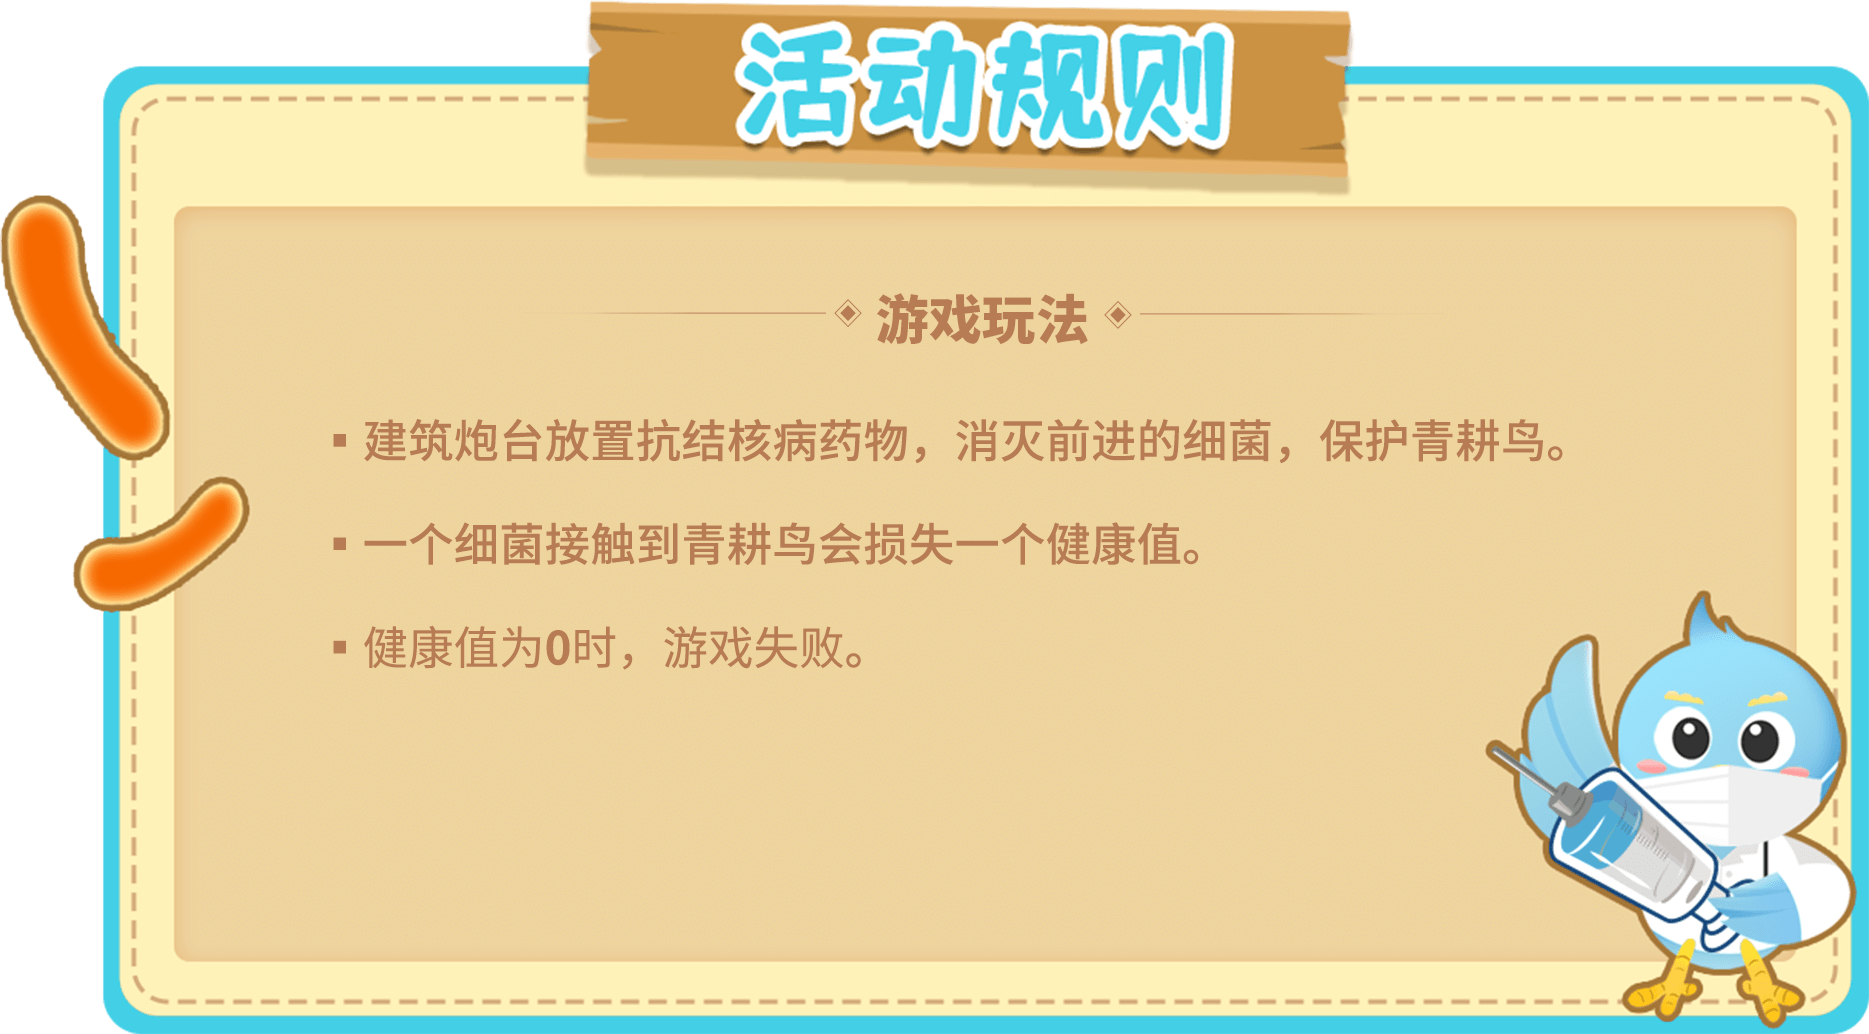 活动规则
游戏玩法
▪ 建筑炮台放置抗结核病药物，消灭前进的细菌，保护青耕鸟。
▪ 一个细菌接触到青耕鸟会损失一个健康值。
▪ 健康值为0时，游戏失败。